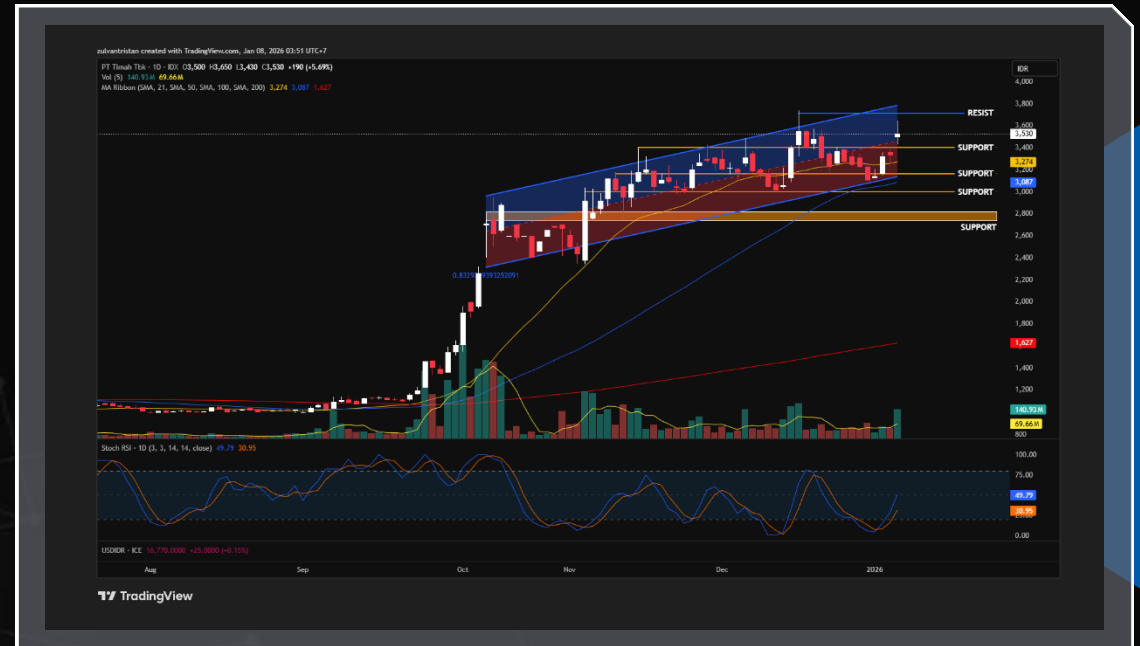 zulvantristan created with TradingView.com, Jan 08, 2026 03:51 UTC+7
PT Timah Tbk · 1D · IDX O3,500 H3,650 L3,430 C3,530 +190 (+5.69%)
Vol (5) 140.93M 69.66M
MA Ribbon (SMA, 21, SMA, 50, SMA, 100, SMA, 200) 3,274 3,087 1,627
IDR
4,000
3,800
RESIST
3,600
3,530
3,400
SUPPORT
3,274
3,200
SUPPORT
3,087
3,000
SUPPORT
2,800
SUPPORT
2,600
2,400
2,200
2,000
1,800
1,627
1,400
1,200
140.93M
69.66M
800
Stoch RSI · 1D (3, 3, 14, 14, close) 49.79 30.95
100.00
75.00
49.79
30.95
0.00
USDIDR · ICE 16,770.0000 +25.0000 (+0.15%)
Aug Sep Oct Nov Dec 2026
TradingView